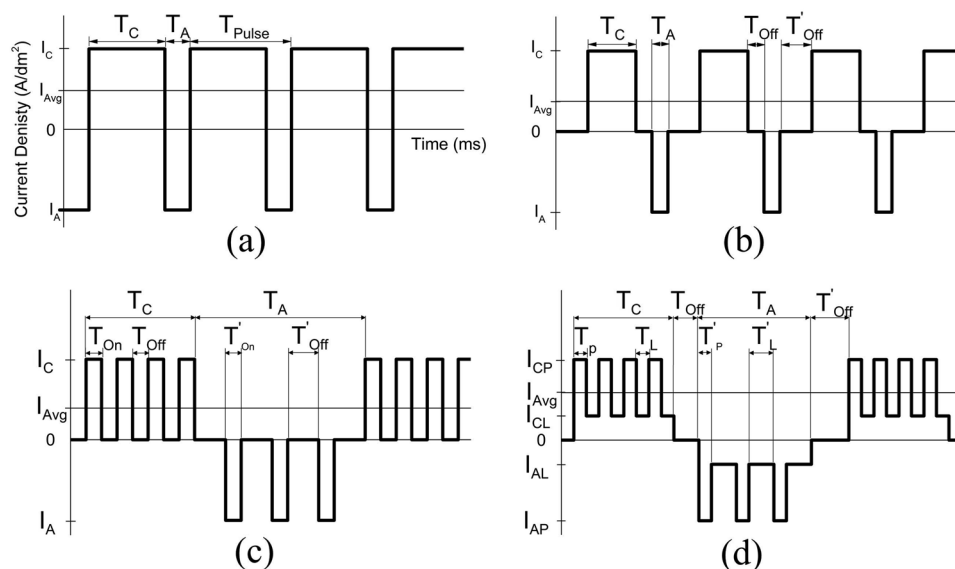 (a)
T_C T_A T_Pulse
Current Denisty (A/dm²)
I_C
I_Avg
0
Time (ms)
I_A
(b)
T_C T_A T_Off T'_Off
I_C
I_Avg
0
I_A
(c)
T_C T_A
T_On T_Off T'_On T'_Off
I_C
I_Avg
0
I_A
(d)
T_C T_Off T_A T'_Off
T_p T_L T'_P T'_L
I_CP
I_Avg
I_CL
0
I_AL
I_AP